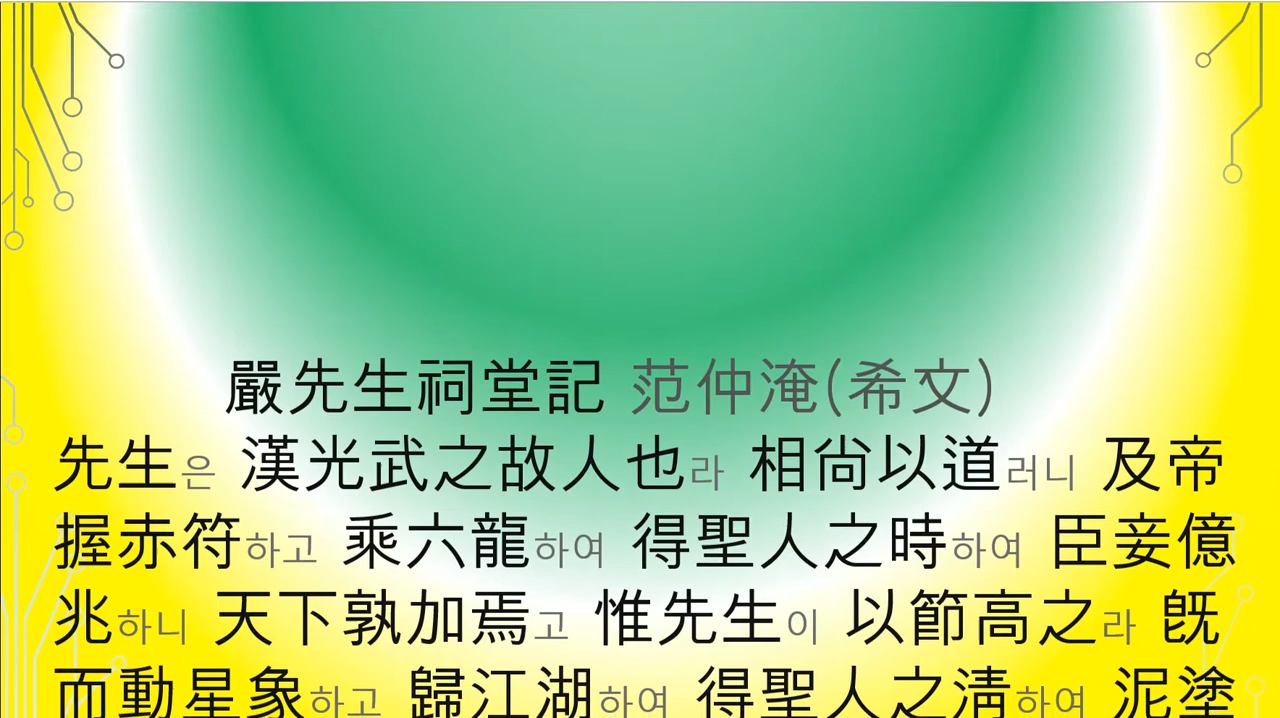 嚴先生祠堂記 范仲淹(希文)
先生은 漢光武之故人也라 相尙以道러니 及帝
握赤符하고 乘六龍하여 得聖人之時하여 臣妾億
兆하니 天下孰加焉고 惟先生이 以節高之라 旣
而動星象하고 歸江湖하여 得聖人之淸하여 泥塗